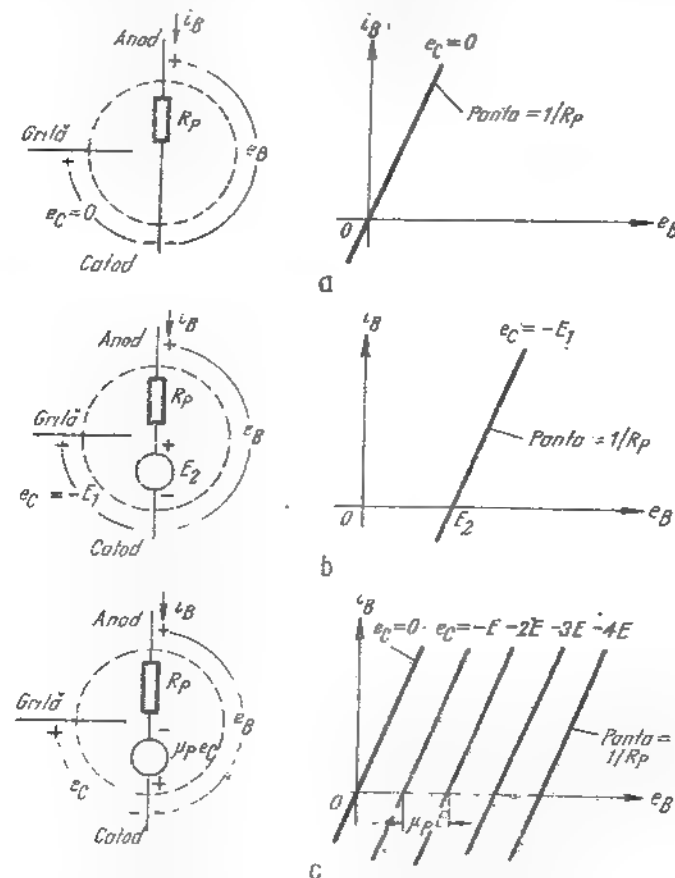 i_B
Anod
+
R_P
Grilă
+
e_B
e_C=0
Catod
i_B
e_C=0
Panta=1/R_P
0
e_B
a
i_B
Anod
+
R_P
Grilă
e_B
+
E_2
e_C=-E_1
-
Catod
i_B
e_C=-E_1
Panta=1/R_P
0
E_2
e_B
b
i_B
Anod
+
R_P
Grilă
-
e_B
+
μ_P e_C
e_C
+
Catod
i_B
e_C=0 e_C=-E -2E -3E -4E
Panta=
1/R_P
0
e_B
c